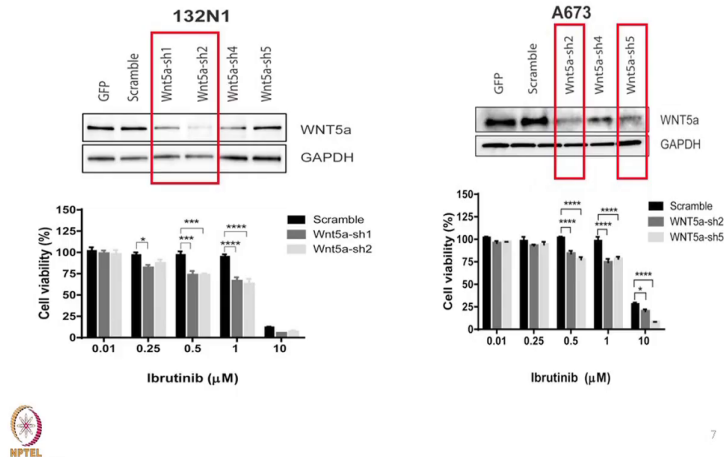 132N1
GFP
Scramble
Wnt5a-sh1
Wnt5a-sh2
Wnt5a-sh4
Wnt5a-sh5
WNT5a
GAPDH
150
125
100
75
50
25
0
Cell viability (%)
*
***
***
****
****
Scramble
Wnt5a-sh1
Wnt5a-sh2
0.01 0.25 0.5 1 10
Ibrutinib (μM)
A673
GFP
Scramble
Wnt5a-sh2
Wnt5a-sh4
Wnt5a-sh5
WNT5a
GAPDH
150
125
100
75
50
25
0
Cell viability (%)
****
****
****
****
****
*
Scramble
WNT5a-sh2
WNT5a-sh5
0.01 0.25 0.5 1 10
Ibrutinib (μM)
NPTEL
7